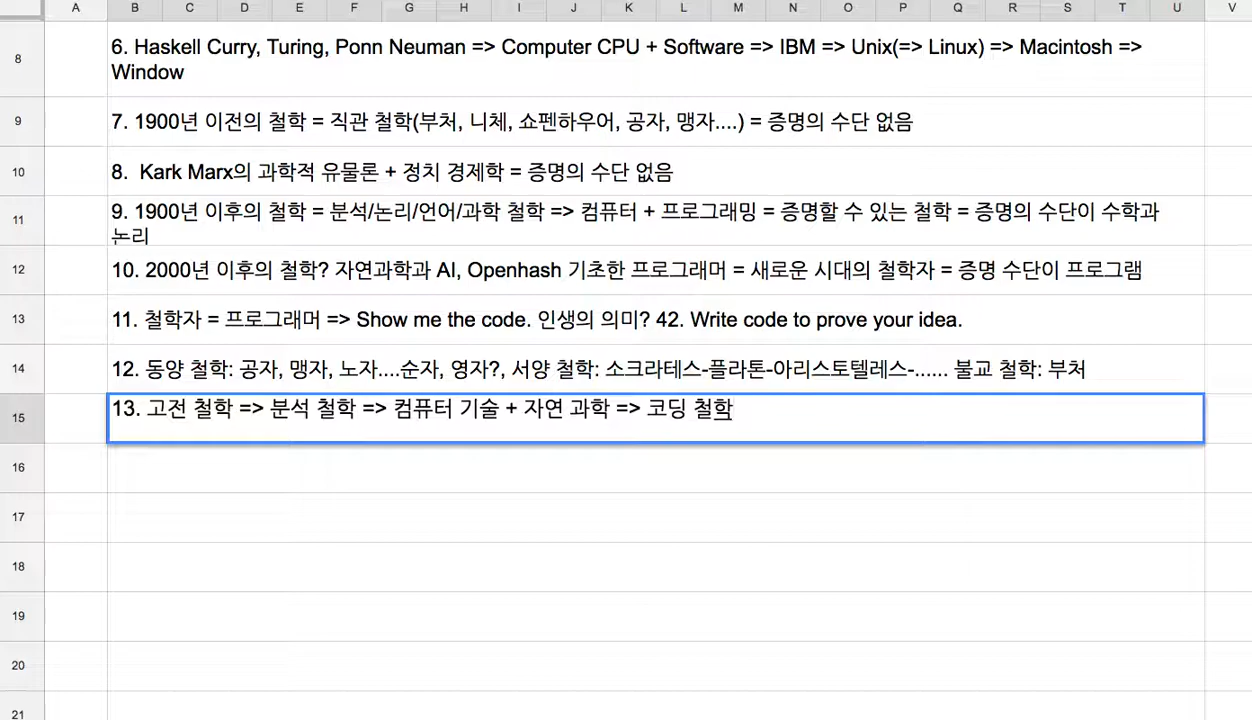 A B C D E F G H I J K L M N O P Q R S T U V
8 6. Haskell Curry, Turing, Ponn Neuman => Computer CPU + Software => IBM => Unix(=> Linux) => Macintosh =>
Window
9 7. 1900년 이전의 철학 = 직관 철학(부처, 니체, 쇼펜하우어, 공자, 맹자....) = 증명의 수단 없음
10 8. Kark Marx의 과학적 유물론 + 정치 경제학 = 증명의 수단 없음
11 9. 1900년 이후의 철학 = 분석/논리/언어/과학 철학 => 컴퓨터 + 프로그래밍 = 증명할 수 있는 철학 = 증명의 수단이 수학과
논리
12 10. 2000년 이후의 철학? 자연과학과 AI, Openhash 기초한 프로그래머 = 새로운 시대의 철학자 = 증명 수단이 프로그램
13 11. 철학자 = 프로그래머 => Show me the code. 인생의 의미? 42. Write code to prove your idea.
14 12. 동양 철학: 공자, 맹자, 노자....순자, 영자?, 서양 철학: 소크라테스-플라톤-아리스토텔레스-...... 불교 철학: 부처
15 13. 고전 철학 => 분석 철학 => 컴퓨터 기술 + 자연 과학 => 코딩 철학
16
17
18
19
20
21